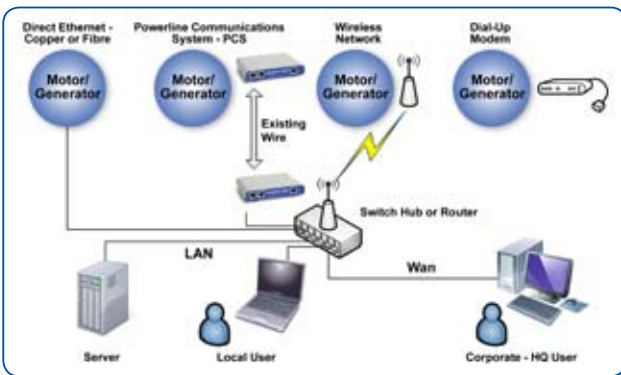 Direct Ethernet -
Copper or Fibre
Powerline Communications
System - PCS
Wireless
Network
Dial-Up
Modem
Motor/
Generator
Motor/
Generator
Motor/
Generator
Motor/
Generator
Existing
Wire
Switch Hub or Router
LAN
Wan
Server
Local User
Corporate - HQ User